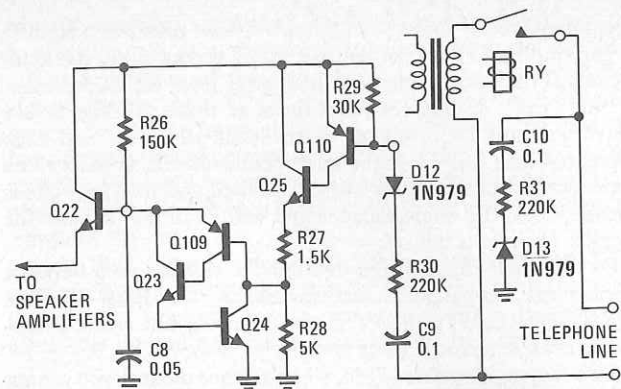 R26
150K
R29
30K
Q110
Q25
Q22
Q109
Q23
Q24
R27
1.5K
R28
5K
C8
0.05
TO
SPEAKER
AMPLIFIERS
D12
1N979
R30
220K
C9
0.1
RY
C10
0.1
R31
220K
D13
1N979
TELEPHONE
LINE